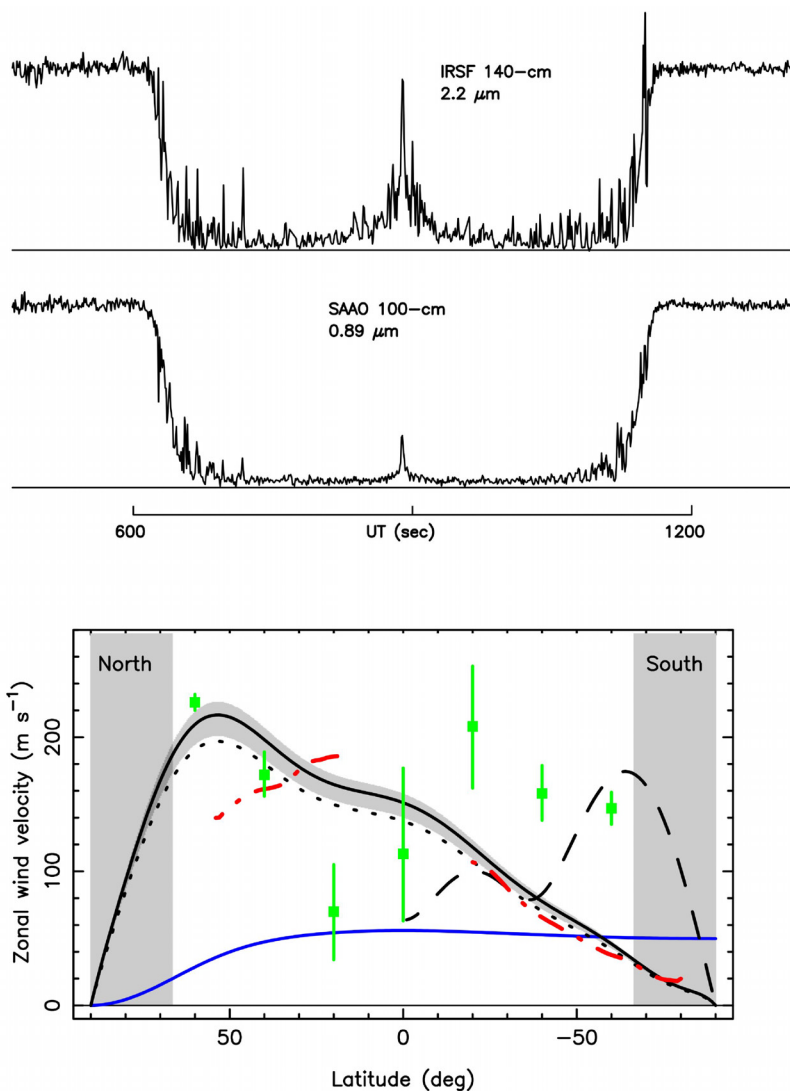 IRSF 140-cm
2.2 μm
SAAO 100-cm
0.89 μm
600
UT (sec)
1200
North
South
Zonal wind velocity (m s⁻¹)
200
100
0
50
0
-50
Latitude (deg)